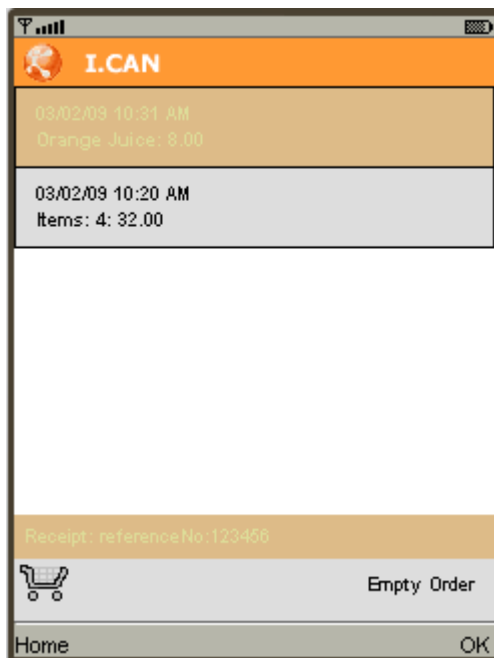 I.CAN
03/02/09 10:31 AM
Orange Juice: 8.00
03/02/09 10:20 AM
Items: 4: 32.00
Receipt: referenceNo:123456
Empty Order
Home OK